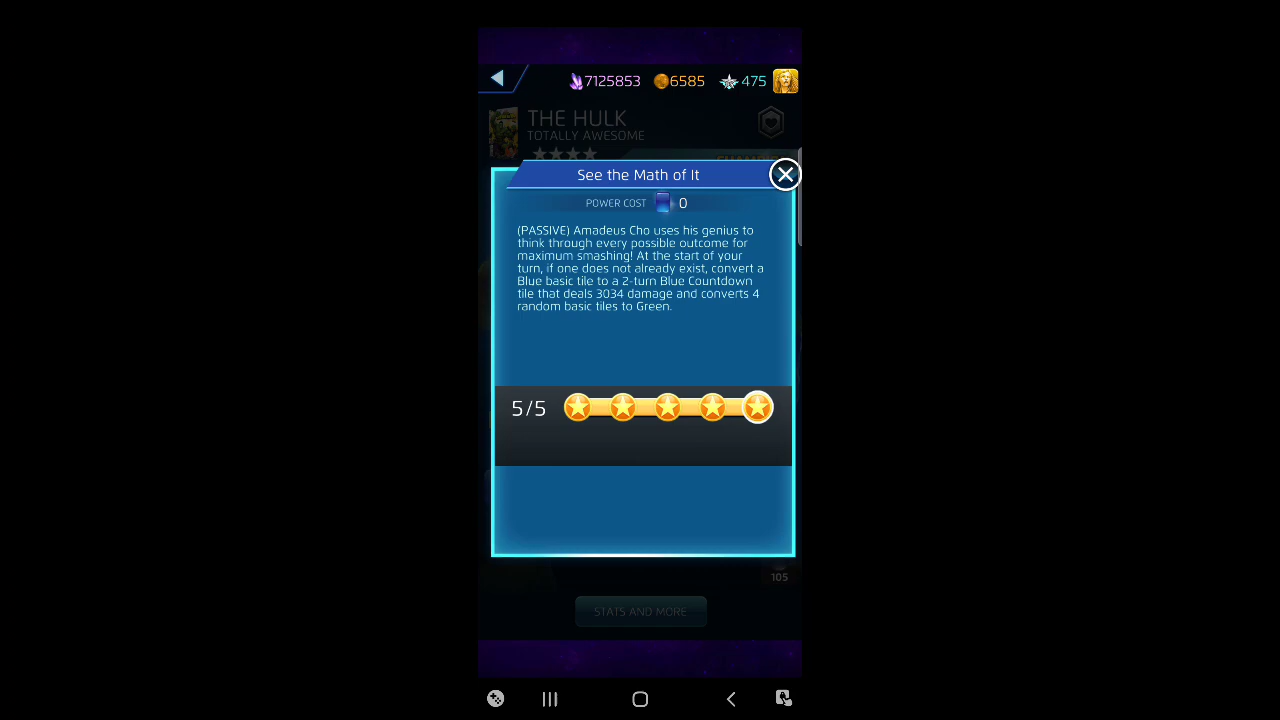 7125853 6585 475
THE HULK
TOTALLY AWESOME
See the Math of It
POWER COST 0
(PASSIVE) Amadeus Cho uses his genius to
think through every possible outcome for
maximum smashing! At the start of your
turn, if one does not already exist, convert a
Blue basic tile to a 2-turn Blue Countdown
tile that deals 3034 damage and converts 4
random basic tiles to Green.
5/5
105
STATS AND MORE